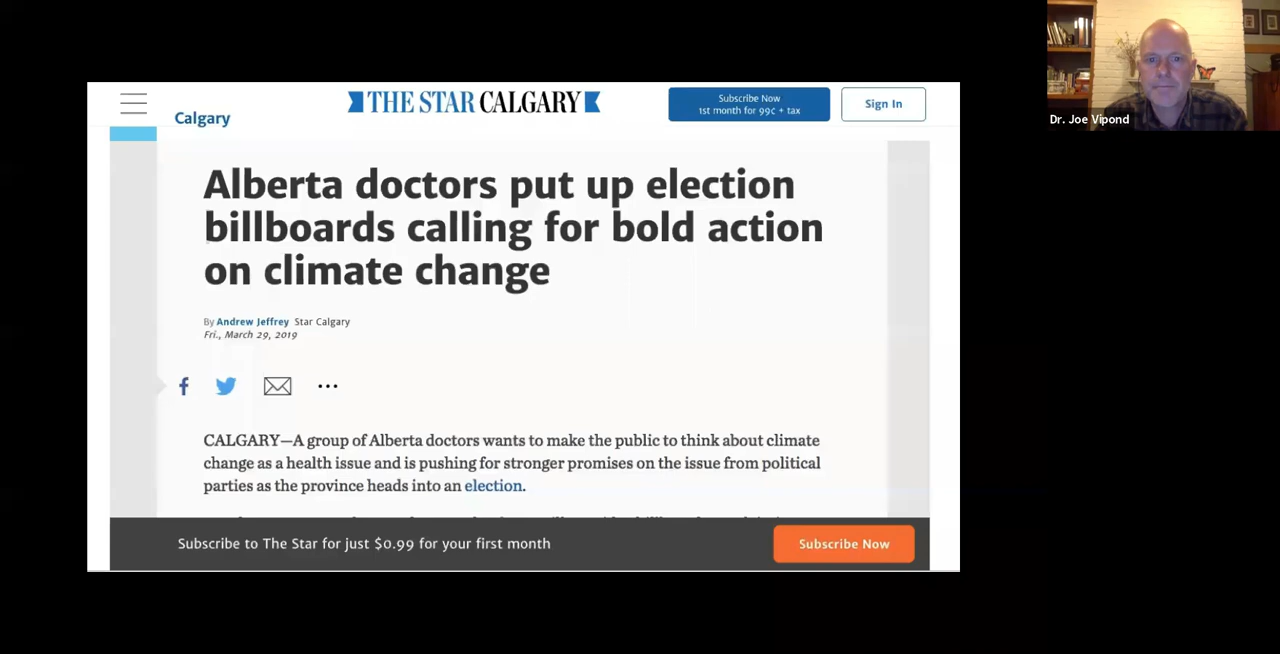 THE STAR CALGARY
Calgary
Subscribe Now
1st month for 99¢ + tax
Sign In
Alberta doctors put up election
billboards calling for bold action
on climate change
By Andrew Jeffrey Star Calgary
Fri., March 29, 2019
CALGARY—A group of Alberta doctors wants to make the public to think about climate
change as a health issue and is pushing for stronger promises on the issue from political
parties as the province heads into an election.
Subscribe to The Star for just $0.99 for your first month
Subscribe Now
Dr. Joe Vipond